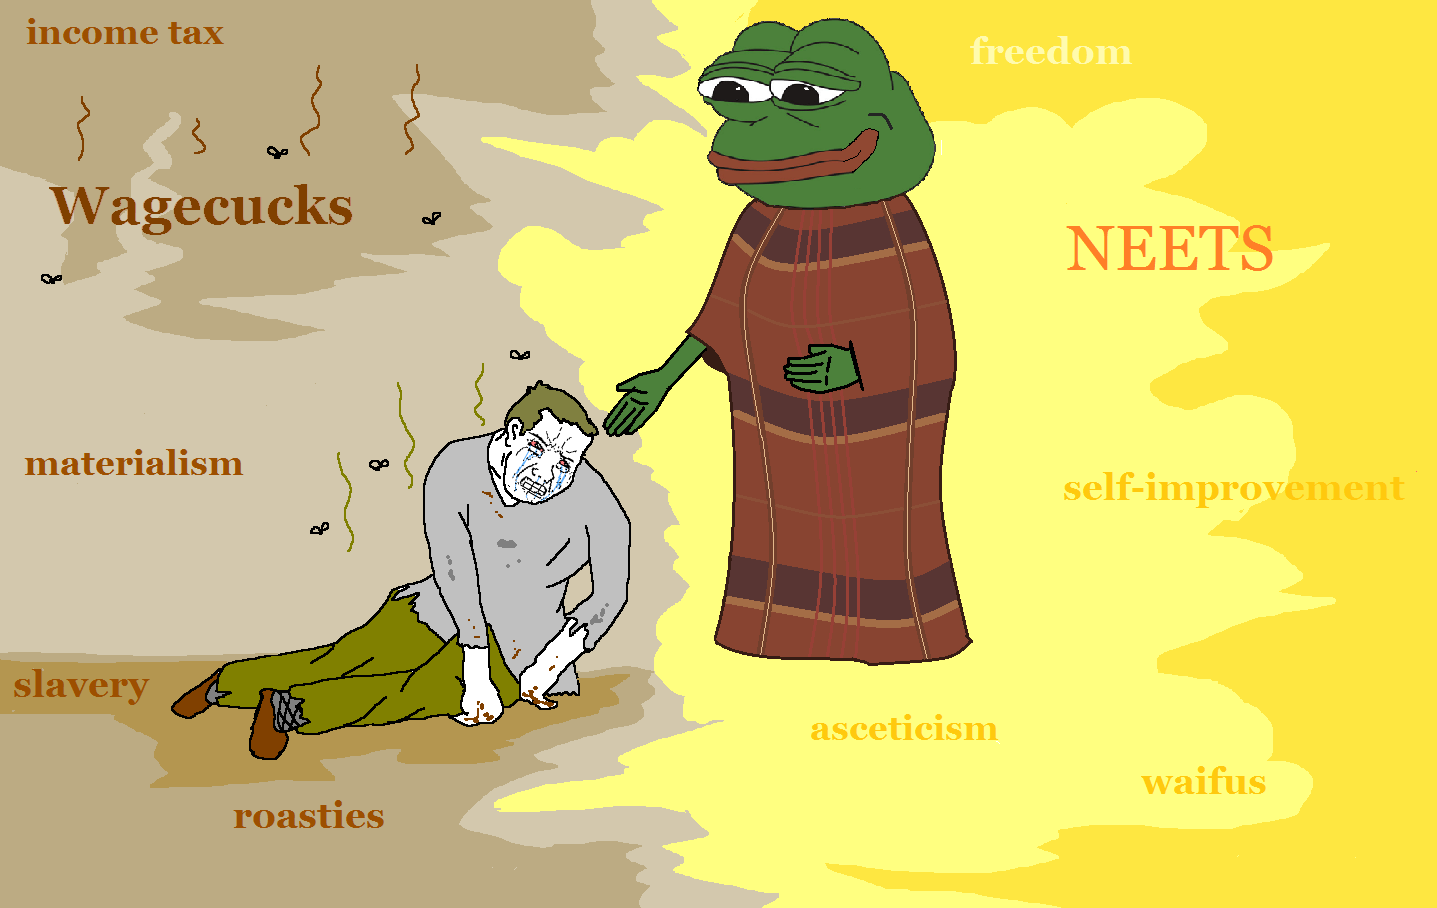 income tax
freedom
Wagecucks
NEETS
materialism
self-improvement
slavery
asceticism
waifus
roasties